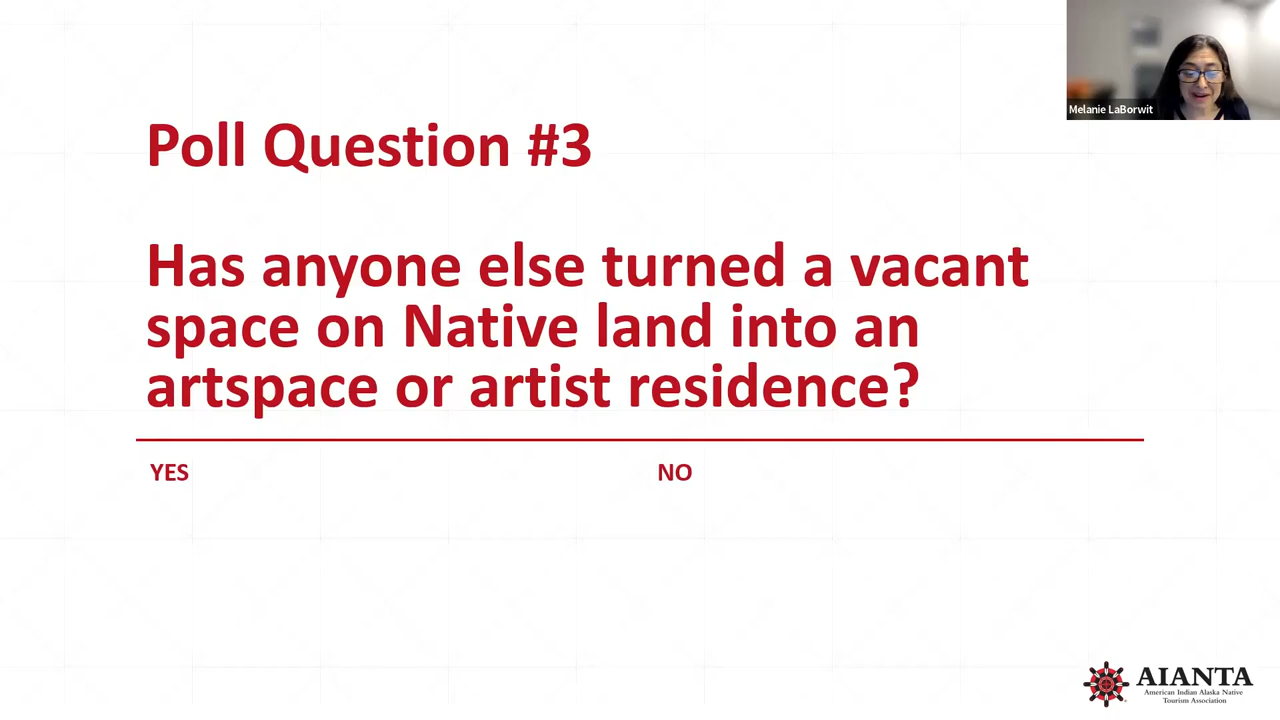 Melanie LaBorwit
Poll Question #3
Has anyone else turned a vacant
space on Native land into an
artspace or artist residence?
YES
NO
AIANTA
American Indian Alaska Native
Tourism Association